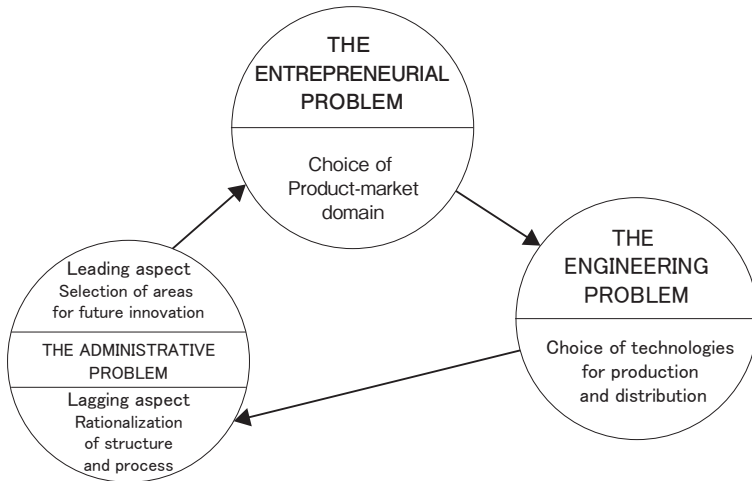 THE
ENTREPRENEURIAL
PROBLEM
Choice of
Product-market
domain
THE
ENGINEERING
PROBLEM
Choice of technologies
for production
and distribution
Leading aspect
Selection of areas
for future innovation
THE ADMINISTRATIVE
PROBLEM
Lagging aspect
Rationalization
of structure
and process